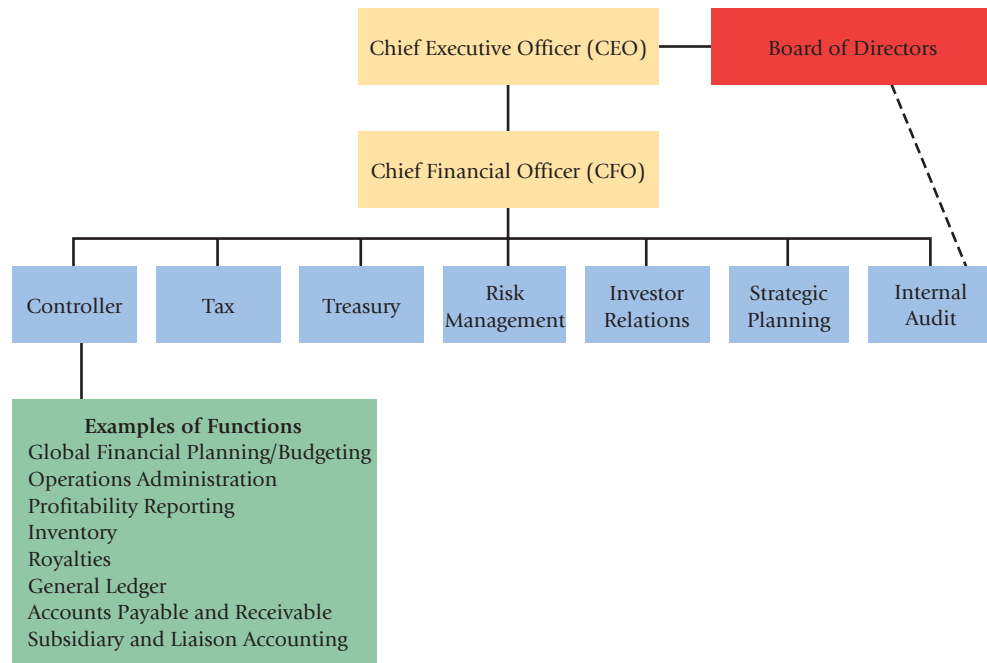 Chief Executive Officer (CEO)
Board of Directors
Chief Financial Officer (CFO)
Controller
Tax
Treasury
Risk
Management
Investor
Relations
Strategic
Planning
Internal
Audit
Examples of Functions
Global Financial Planning/Budgeting
Operations Administration
Profitability Reporting
Inventory
Royalties
General Ledger
Accounts Payable and Receivable
Subsidiary and Liaison Accounting